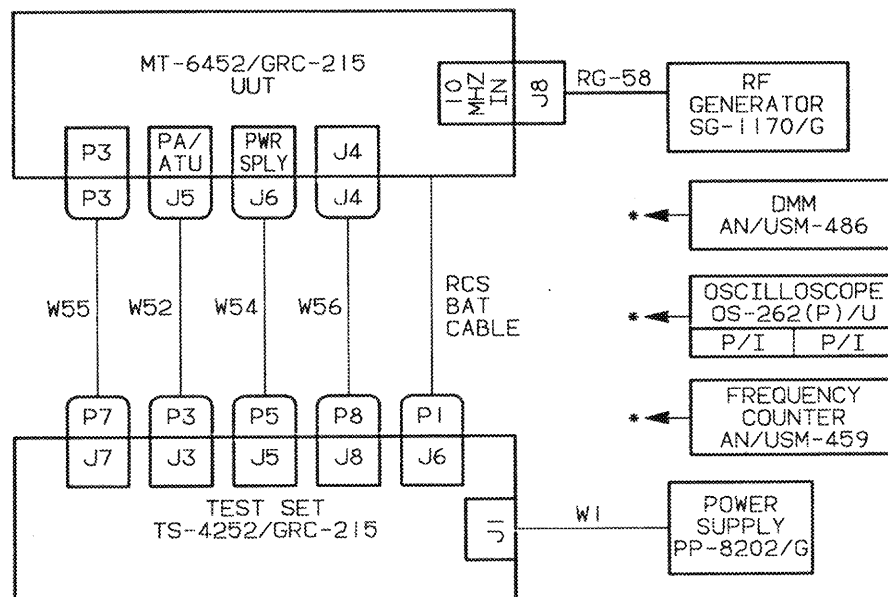 MT-6452/GRC-215
UUT
10
MHZ
IN
J8
RG-58
RF
GENERATOR
SG-1170/G
P3
PA/
ATU
PWR
SPLY
J4
P3
J5
J6
J4
*
DMM
AN/USM-486
W55
W52
W54
W56
RCS
BAT
CABLE
*
OSCILLOSCOPE
OS-262(P)/U
P/I
P/I
*
FREQUENCY
COUNTER
AN/USM-459
P7
P3
P5
P8
P1
J7
J3
J5
J8
J6
TEST SET
TS-4252/GRC-215
J1
W1
POWER
SUPPLY
PP-8202/G